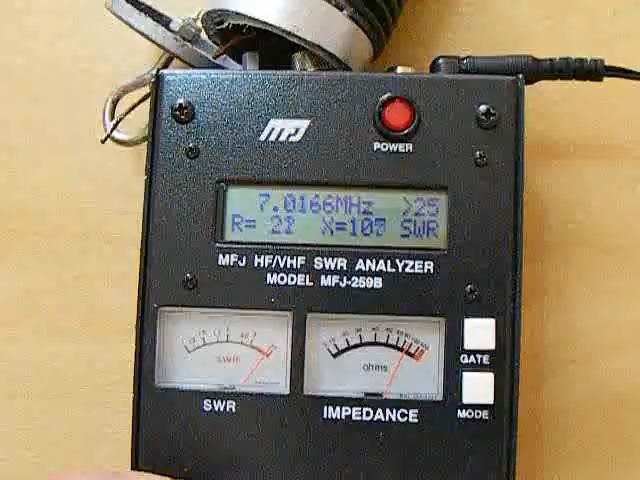 MFJ
POWER
7.0166MHz >25
R= X=107 SWR
MFJ HF/VHF SWR ANALYZER
MODEL MFJ-259B
SWR
ohms
GATE
SWR
IMPEDANCE
MODE